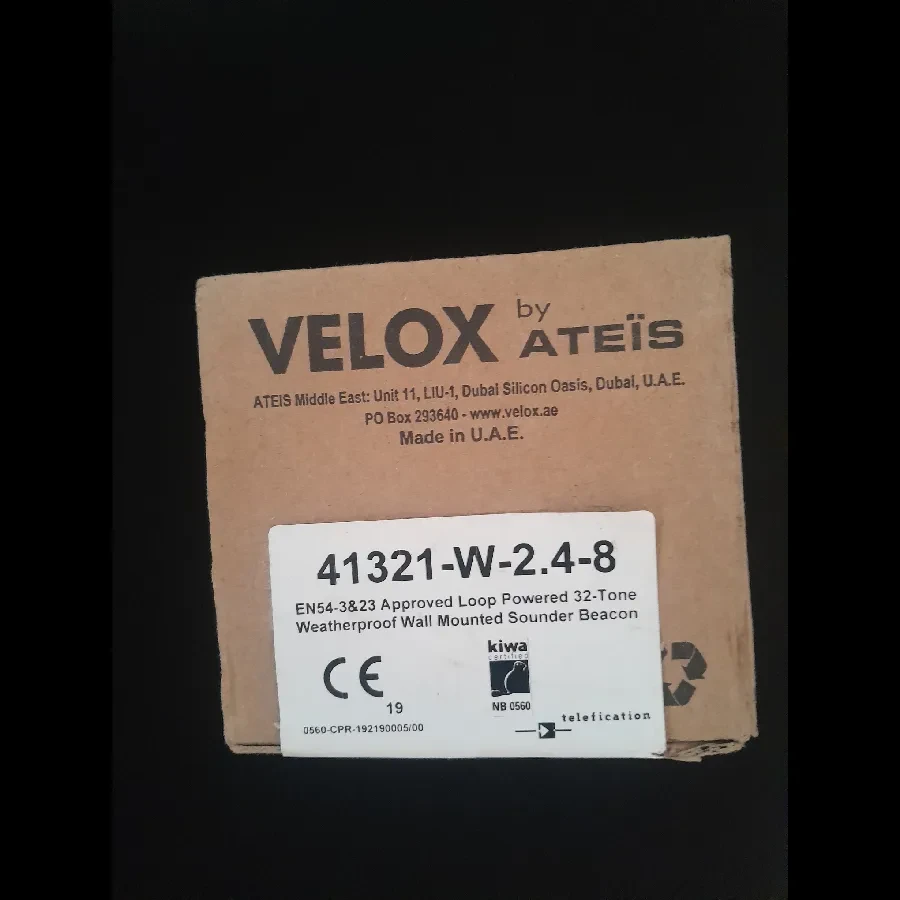 VELOX by ATEÏS
ATEIS Middle East: Unit 11, LIU-1, Dubai Silicon Oasis, Dubai, U.A.E.
PO Box 293640 - www.velox.ae
Made in U.A.E.
41321-W-2.4-8
EN54-3&23 Approved Loop Powered 32-Tone
Weatherproof Wall Mounted Sounder Beacon
CE
19
0560-CPR-192190005/00
kiwa
certified
NB 0560
telefication